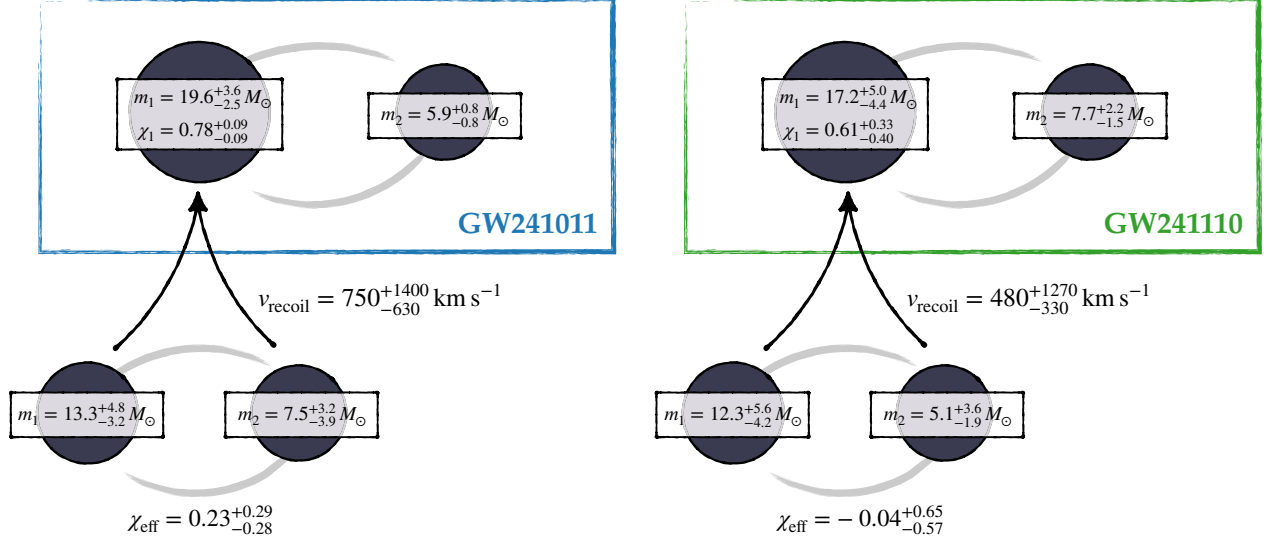 m₁ = 19.6⁺³·⁶₋₂.₅ M☉
χ₁ = 0.78⁺⁰·⁰⁹₋₀.₀₉
m₂ = 5.9⁺⁰·⁸₋₀.₈ M☉
GW241011
v_recoil = 750⁺¹⁴⁰⁰₋₆₃₀ km s⁻¹
m₁ = 13.3⁺⁴·⁸₋₃.₂ M☉
m₂ = 7.5⁺³·²₋₃.₉ M☉
χ_eff = 0.23⁺⁰·²⁹₋₀.₂₈
m₁ = 17.2⁺⁵·⁰₋₄.₄ M☉
χ₁ = 0.61⁺⁰·³³₋₀.₄₀
m₂ = 7.7⁺²·²₋₁.₅ M☉
GW241110
v_recoil = 480⁺¹²⁷⁰₋₃₃₀ km s⁻¹
m₁ = 12.3⁺⁵·⁶₋₄.₂ M☉
m₂ = 5.1⁺³·⁶₋₁.₉ M☉
χ_eff = − 0.04⁺⁰·⁶⁵₋₀.₅₇